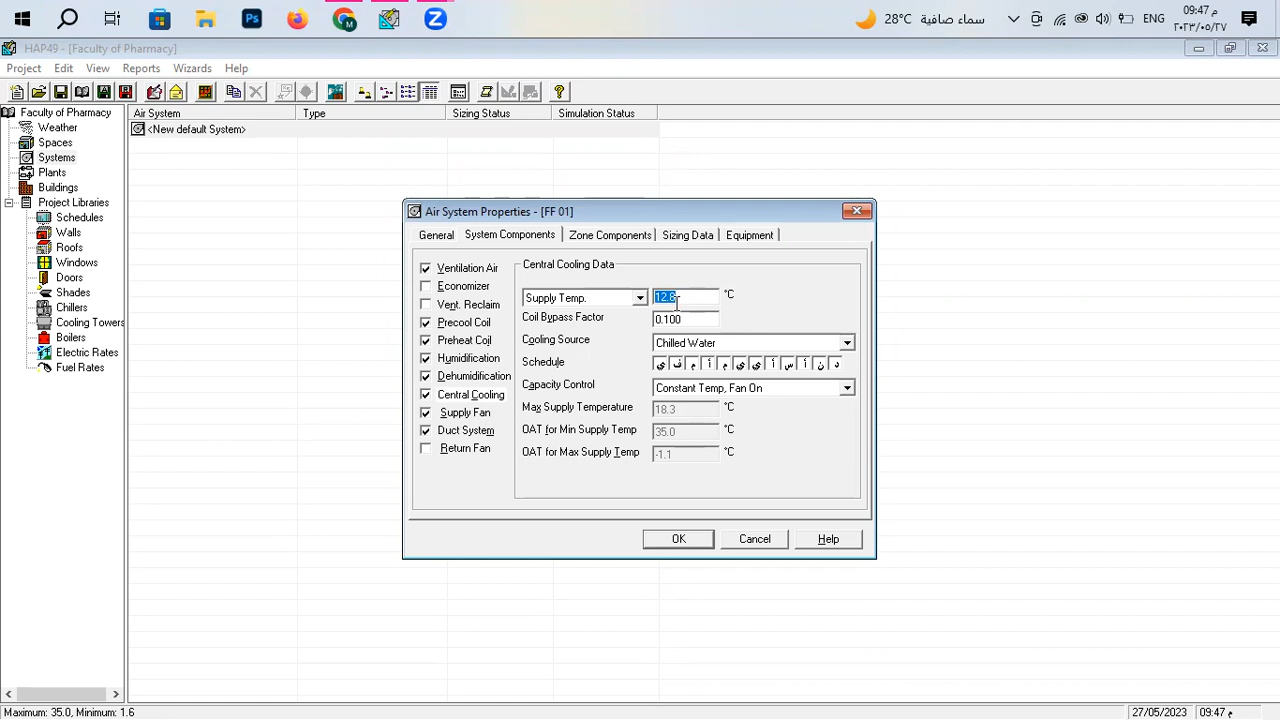 28°C سماء صافية ENG م 09:47
٢٠٢٣/٠٥/٢٧
HAP49 - [Faculty of Pharmacy]
Project Edit View Reports Wizards Help
Faculty of Pharmacy
Weather
Spaces
Systems
Plants
Buildings
Project Libraries
Schedules
Walls
Roofs
Windows
Doors
Shades
Chillers
Cooling Towers
Boilers
Electric Rates
Fuel Rates
Air System Type Sizing Status Simulation Status
<New default System>
Air System Properties - [FF 01]
General System Components Zone Components Sizing Data Equipment
Ventilation Air
Economizer
Vent. Reclaim
Precool Coil
Preheat Coil
Humidification
Dehumidification
Central Cooling
Supply Fan
Duct System
Return Fan
Central Cooling Data
Supply Temp. 12.8 °C
Coil Bypass Factor 0.100
Cooling Source Chilled Water
Schedule ي ف م أ م ي ي أ س أ ن د
Capacity Control Constant Temp, Fan On
Max Supply Temperature 18.3 °C
OAT for Min Supply Temp 35.0 °C
OAT for Max Supply Temp -1.1 °C
OK Cancel Help
Maximum: 35.0, Minimum: 1.6 27/05/2023 م 09:47